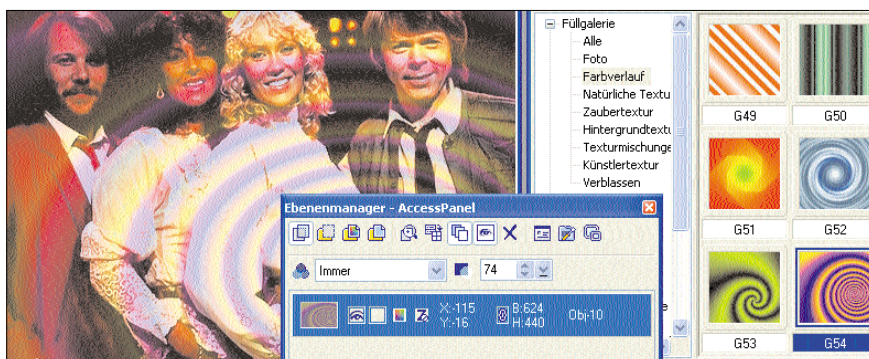 Füllgalerie
Alle
Foto
Farbverlauf
Natürliche Textu
Zaubertextur
Hintergrundtextu
Texturmischunge
Künstlertextur
Verblassen
G49
G50
G51
G52
G53
G54
Ebenenmanager - AccessPanel
Immer
74
X:-115
Y:-16
B:624
H:440
Obj-10